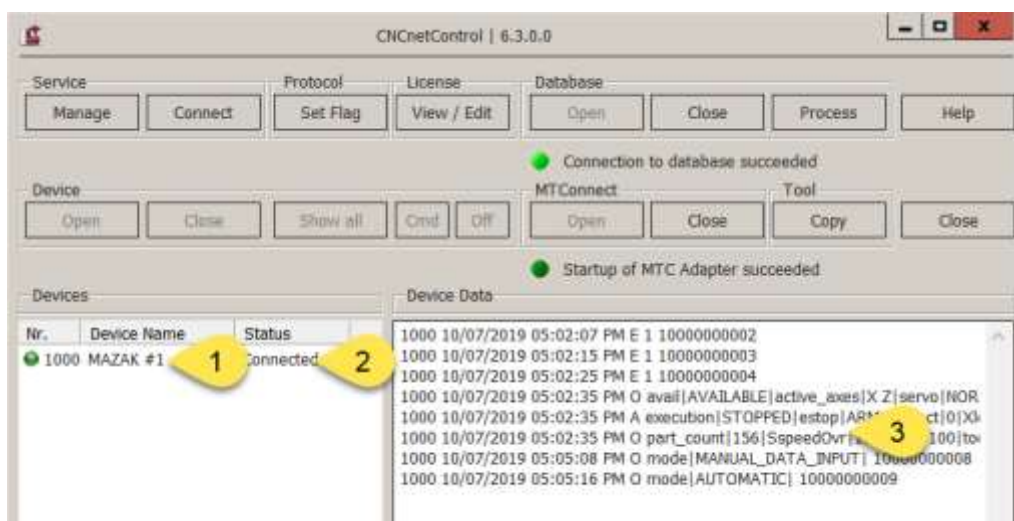 CNCnetControl | 6.3.0.0
Service Protocol License Database
Manage Connect Set Flag View / Edit Open Close Process Help
Connection to database succeeded
Device MTConnect Tool
Open Close Show all Cmd Off Open Close Copy Close
Startup of MTC Adapter succeeded
Devices Device Data
Nr. Device Name Status
1000 MAZAK #1 1 Connected 2
1000 10/07/2019 05:02:07 PM E 1 10000000002
1000 10/07/2019 05:02:15 PM E 1 10000000003
1000 10/07/2019 05:02:25 PM E 1 10000000004
1000 10/07/2019 05:02:35 PM O avail|AVAILABLE|active_axes|X Z|servo|NOR
1000 10/07/2019 05:02:35 PM A execution|STOPPED|estop| ct|0|
1000 10/07/2019 05:02:35 PM O part_count|156|SspeedOvr| 3 100|
1000 10/07/2019 05:05:08 PM O mode|MANUAL_DATA_INPUT| 10000000008
1000 10/07/2019 05:05:16 PM O mode|AUTOMATIC| 10000000009